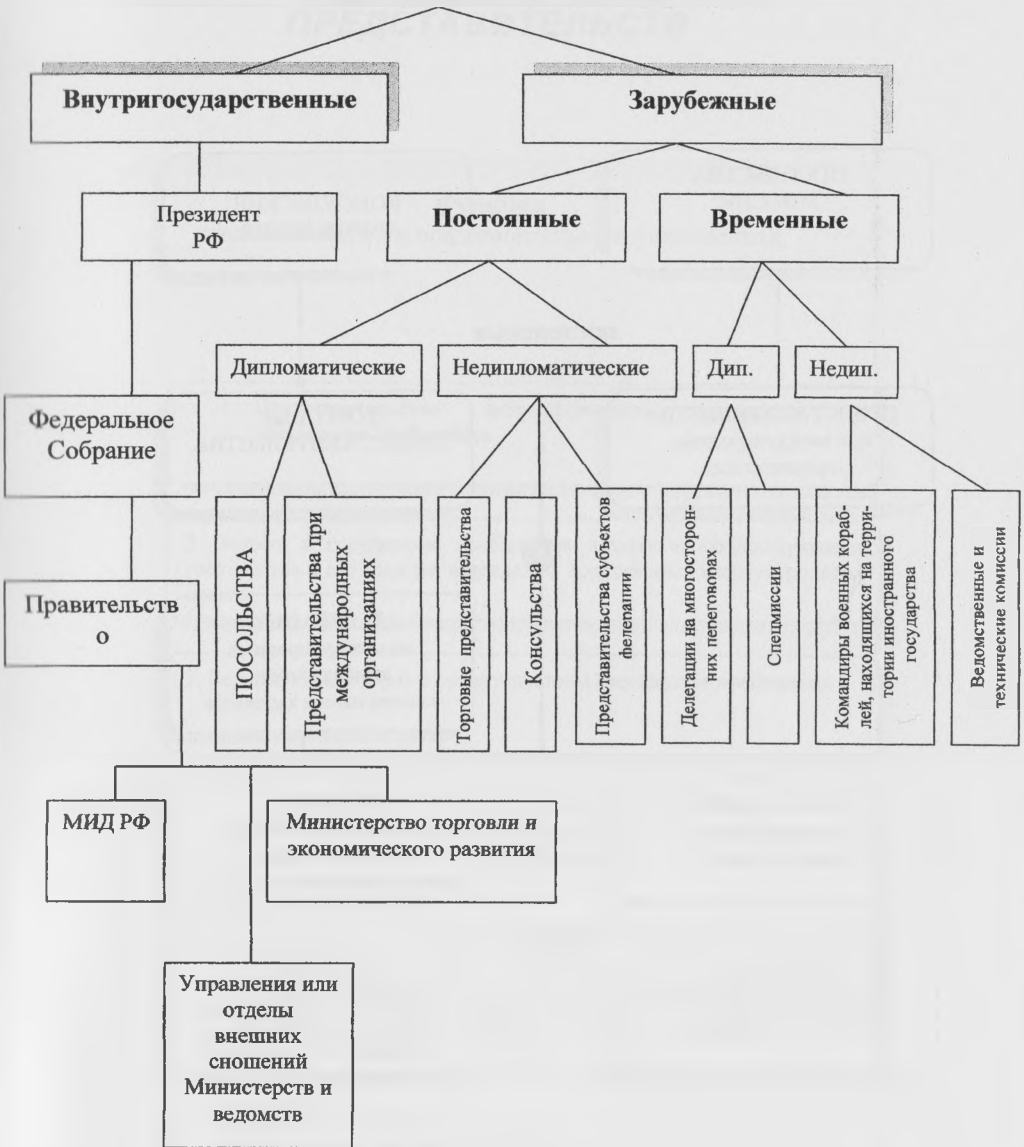 Внутригосударственные
Зарубежные
Президент
РФ
Постоянные
Временные
Дипломатические
Недипломатические
Дип.
Недип.
Федеральное
Собрание
Правительств
о
ПОСОЛЬСТВА
Представительства при
международных
организациях
Торговые представительства
Консульства
Представительства субъектов
Делегации на многосторон-
них
Спецмиссии
Командиры военных кораб-
лей, находящихся на терри-
тории иностранного
государства
Ведомственные и
технические комиссии
МИД РФ
Министерство торговли и
экономического развития
Управления или
отделы
внешних
сношений
Министерств и
ведомств